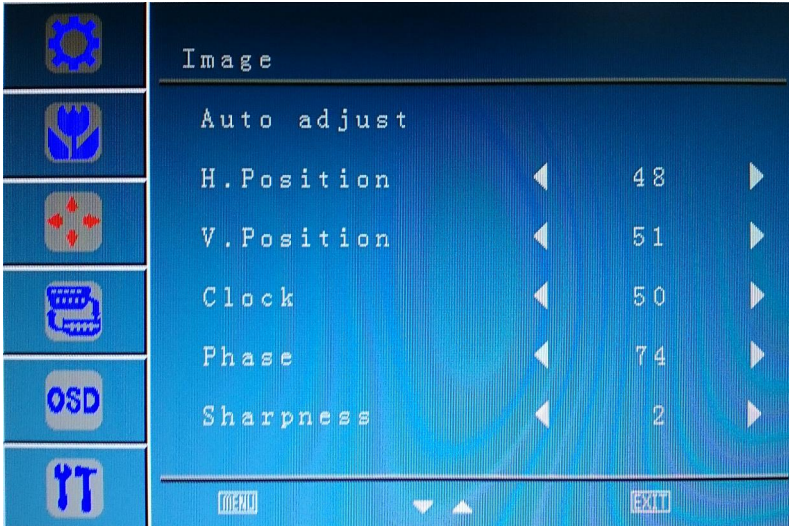 Image
Auto adjust
H.Position 48
V.Position 51
Clock 50
Phase 74
Sharpness 2
OSD
MENU EXIT